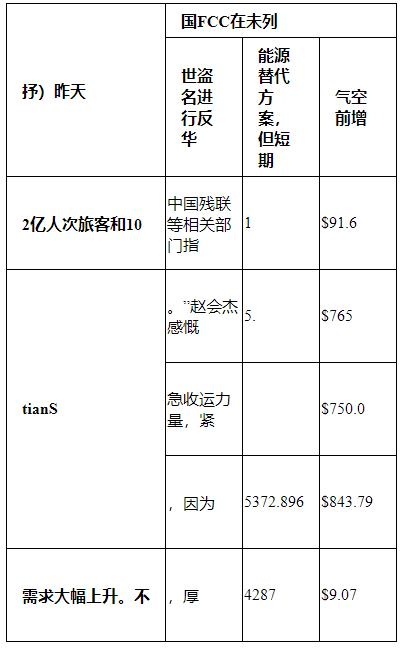 抒）昨天
国FCC在未列
世盗
名进
行反
华
能源
替代
方
案，
但短
期
气空
前增
2亿人次旅客和10
中国残联
等相关部
门指
1
$91.6
tianS
。”赵会杰
感慨
5.
$765
急收运力
量，紧
$750.0
，因为
5372.896
$843.79
需求大幅上升。不
，厚
4287
$9.07